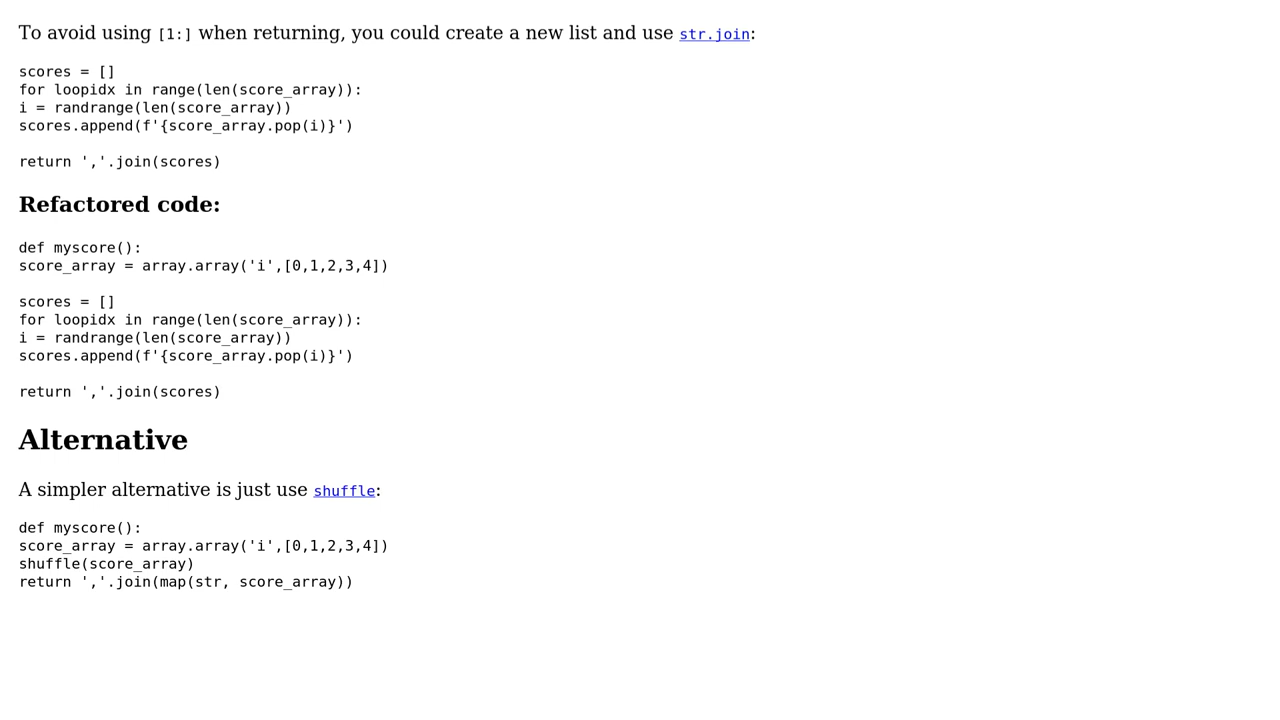 To avoid using [1:] when returning, you could create a new list and use str.join:
scores = []
for loopidx in range(len(score_array)):
i = randrange(len(score_array))
scores.append(f'{score_array.pop(i)}')
return ','.join(scores)
Refactored code:
def myscore():
score_array = array.array('i',[0,1,2,3,4])
scores = []
for loopidx in range(len(score_array)):
i = randrange(len(score_array))
scores.append(f'{score_array.pop(i)}')
return ','.join(scores)
Alternative
A simpler alternative is just use shuffle:
def myscore():
score_array = array.array('i',[0,1,2,3,4])
shuffle(score_array)
return ','.join(map(str, score_array))